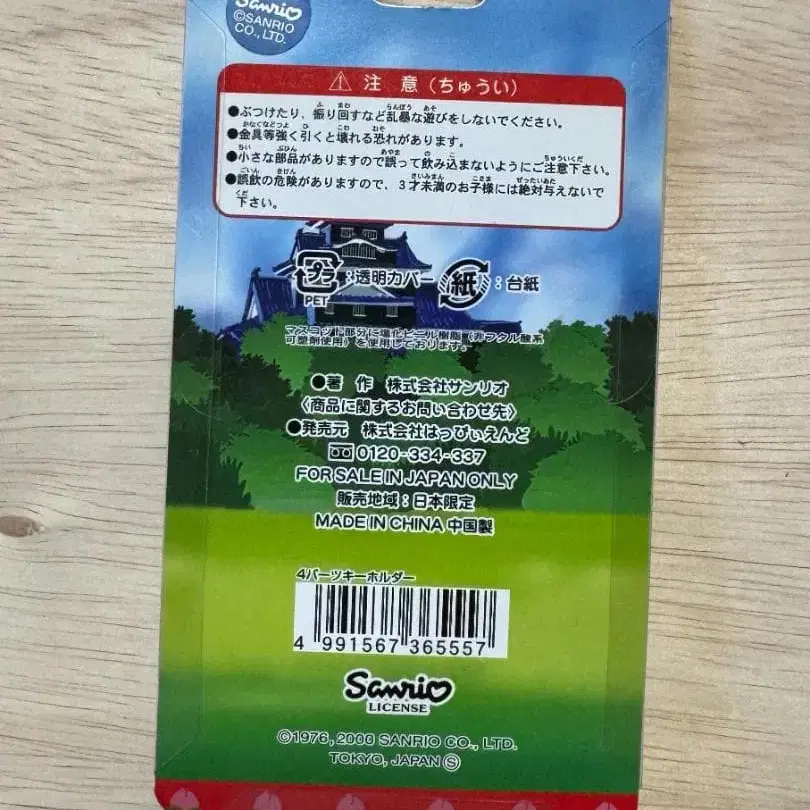 Sanrio
©SANRIO
CO., LTD.
⚠ 注 意 (ちゅうい)
●ぶつけたり、振り回すなど乱暴な遊びをしないでください。
●金具等強く引くと壊れる恐れがあります。
●小さな部品がありますので誤って飲み込まないようにご注意下さい。
●誤飲の危険がありますので、3才未満のお子様には絶対与えないで
下さい。
プラ:透明カバー 紙:台紙
PET
マスコット部分に塩化ビニール樹脂(非フタル酸系
可塑剤使用)を使用しております。
●著 作 株式会社サンリオ
〈商品に関するお問い合わせ先〉
●発売元 株式会社はっぴぃえんど
0120-334-337
FOR SALE IN JAPAN ONLY
販売地域:日本限定
MADE IN CHINA 中国製
4パーツキーホルダー
4 991567 365557
Sanrio
LICENSE
©1976, 2000 SANRIO CO., LTD.
TOKYO, JAPAN Ⓢ